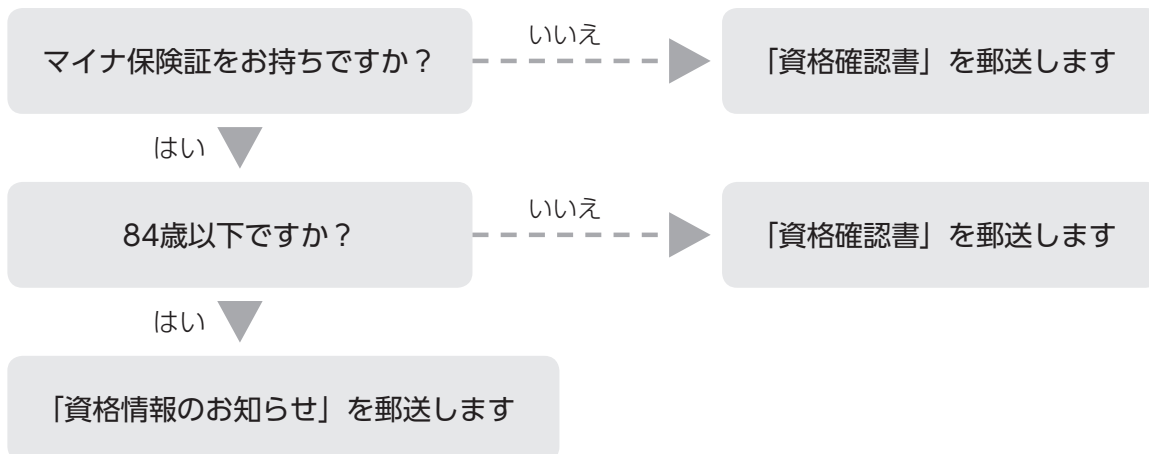 マイナ保険証をお持ちですか？
いいえ
「資格確認書」を郵送します
はい
84歳以下ですか？
いいえ
「資格確認書」を郵送します
はい
「資格情報のお知らせ」を郵送します